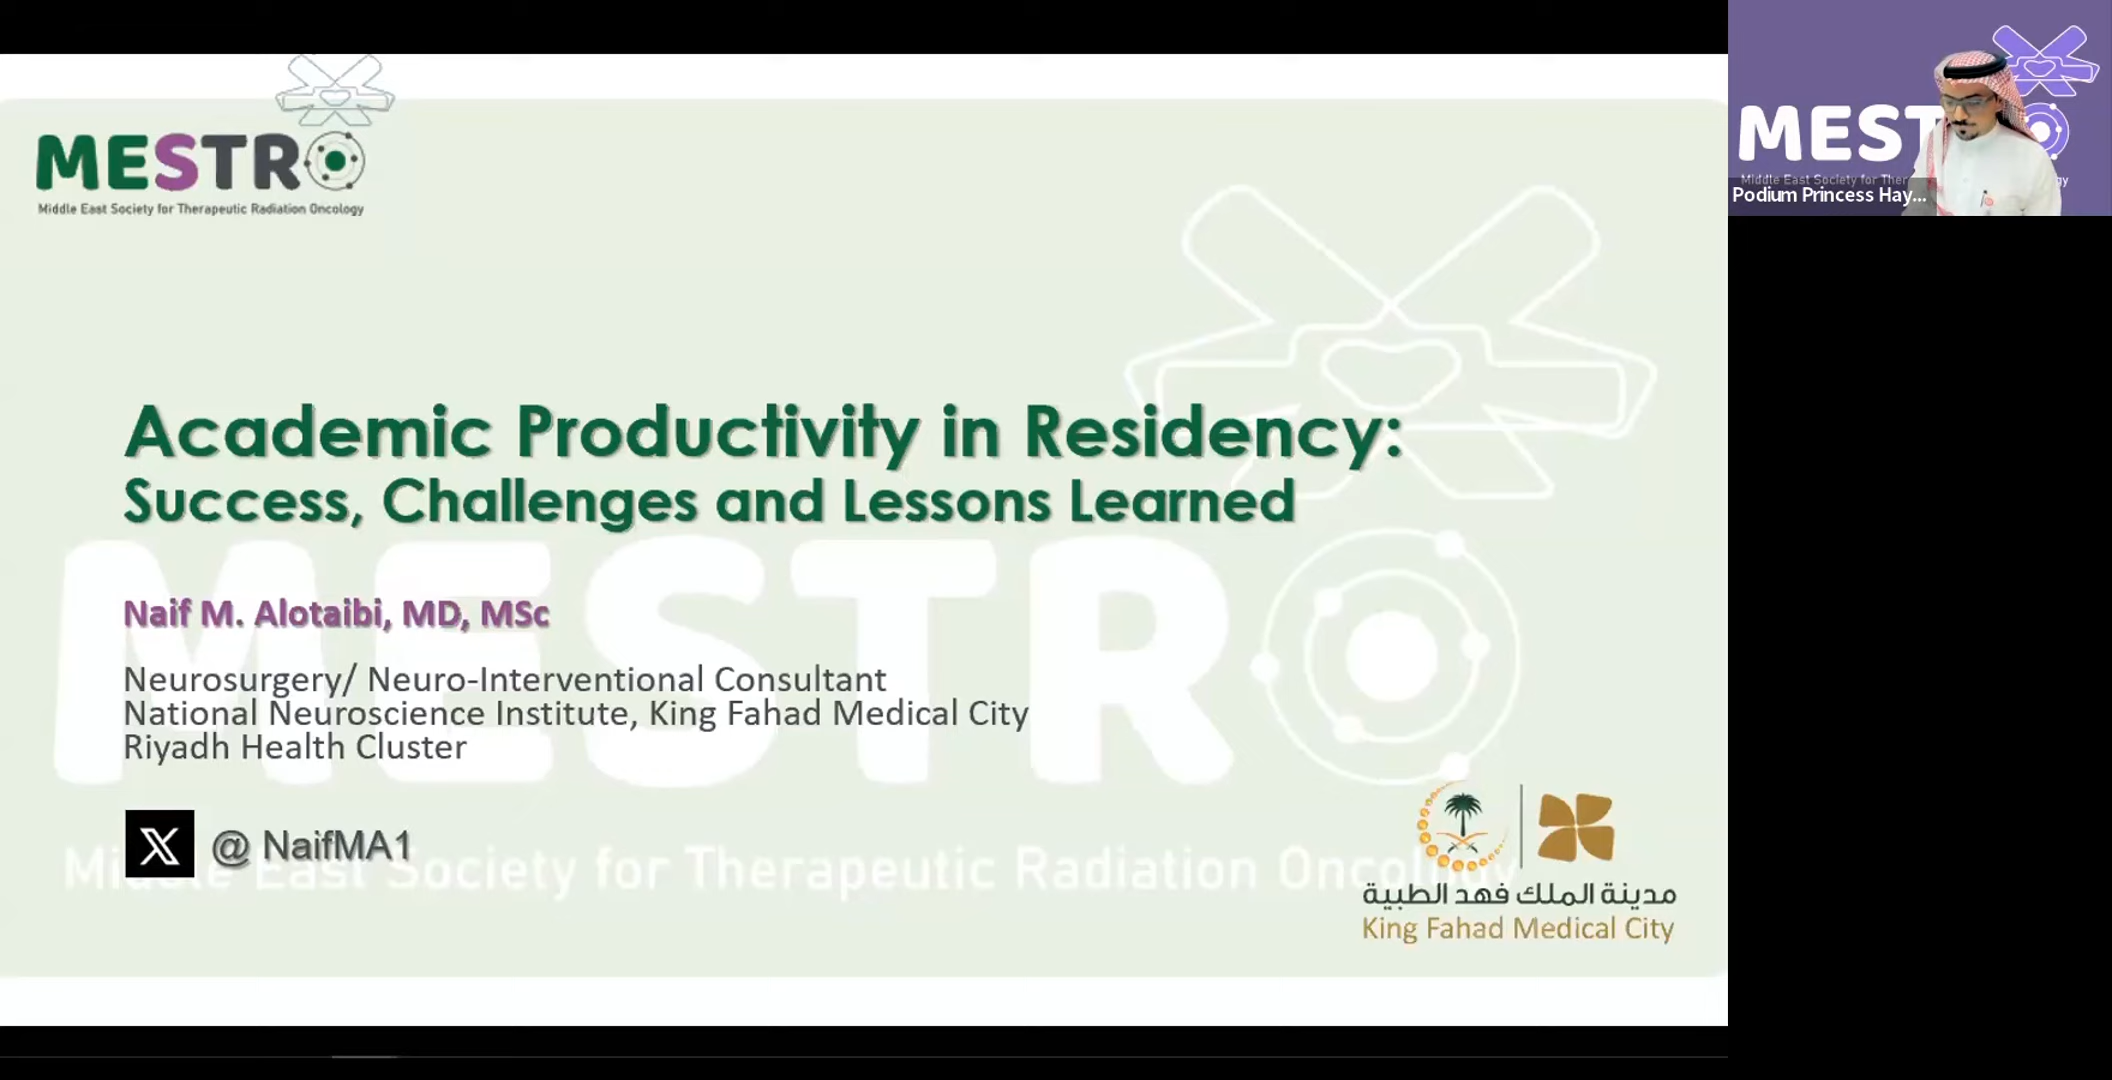 MESTRO
Middle East Society for Therapeutic Radiation Oncology
Academic Productivity in Residency:
Success, Challenges and Lessons Learned
Naif M. Alotaibi, MD, MSc
Neurosurgery/ Neuro-Interventional Consultant
National Neuroscience Institute, King Fahad Medical City
Riyadh Health Cluster
X @ NaifMA1
MESTRO
Middle East Society for Therapeutic Radiation Oncology
مدينة الملك فهد الطبية
King Fahad Medical City
MEST
Middle East Society for Ther
Podium Princess Hay...